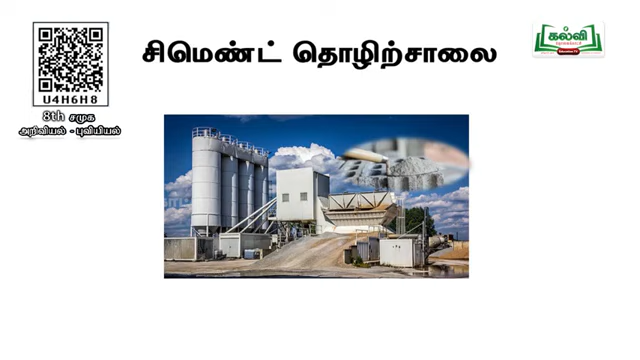 சிமெண்ட் தொழிற்சாலை
கல்வி
U4H6H8
8th சமூக
அறிவியல் - புவியியல்